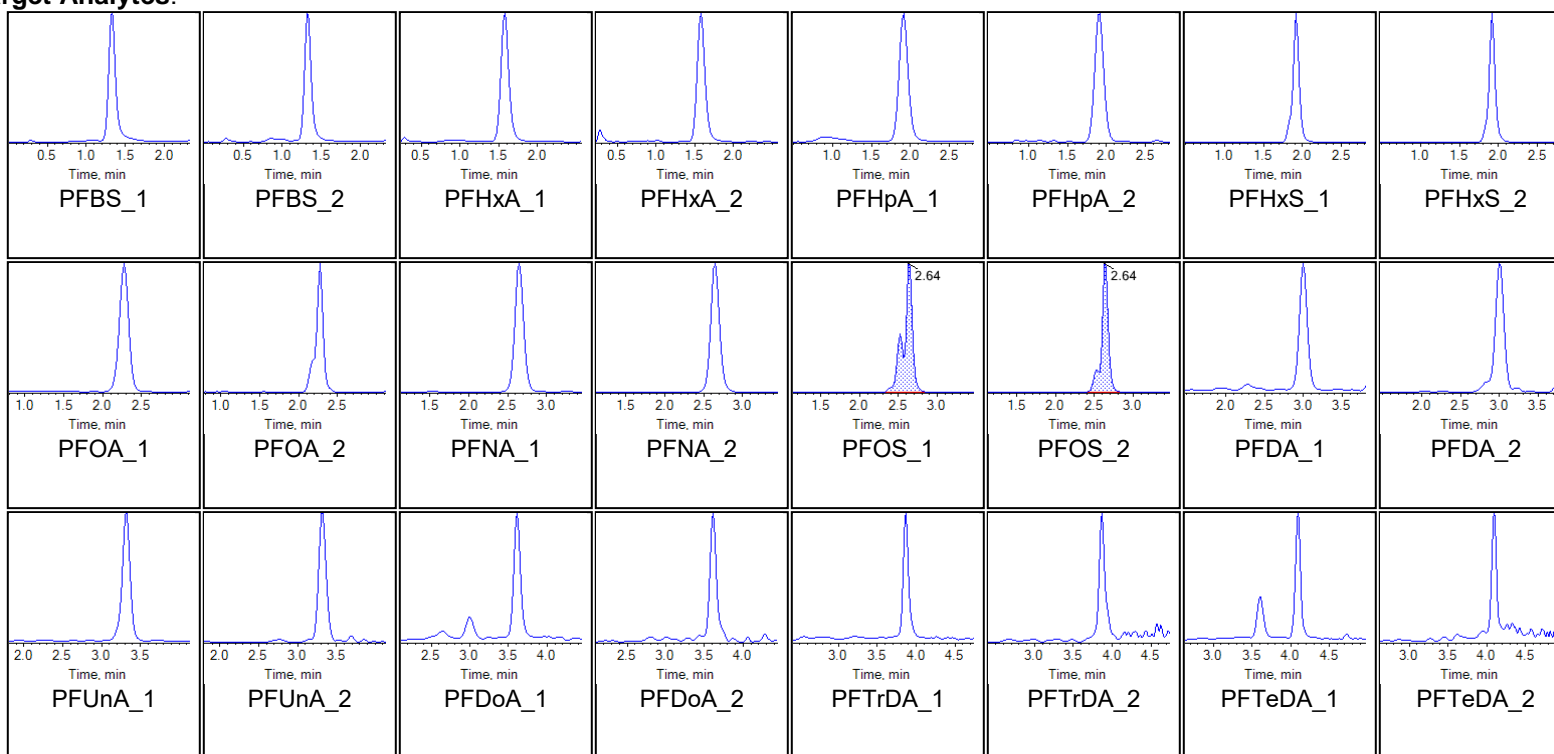 rget Analytes:
0.5 1.0 1.5 2.0 0.5 1.0 1.5 2.0 0.5 1.0 1.5 2.0 0.5 1.0 1.5 2.0 1.0 1.5 2.0 2.5 1.0 1.5 2.0 2.5 1.0 1.5 2.0 2.5 1.0 1.5 2.0 2.5
Time, min Time, min Time, min Time, min Time, min Time, min Time, min Time, min
PFBS_1 PFBS_2 PFHxA_1 PFHxA_2 PFHpA_1 PFHpA_2 PFHxS_1 PFHxS_2
2.64 2.64
1.0 1.5 2.0 2.5 1.0 1.5 2.0 2.5 1.5 2.0 2.5 3.0 1.5 2.0 2.5 3.0 1.5 2.0 2.5 3.0 1.5 2.0 2.5 3.0 2.0 2.5 3.0 3.5 2.0 2.5 3.0 3.5
Time, min Time, min Time, min Time, min Time, min Time, min Time, min Time, min
PFOA_1 PFOA_2 PFNA_1 PFNA_2 PFOS_1 PFOS_2 PFDA_1 PFDA_2
2.0 2.5 3.0 3.5 2.0 2.5 3.0 3.5 2.5 3.0 3.5 4.0 2.5 3.0 3.5 4.0 3.0 3.5 4.0 4.5 3.0 3.5 4.0 4.5 3.0 3.5 4.0 4.5 3.0 3.5 4.0 4.5
Time, min Time, min Time, min Time, min Time, min Time, min Time, min Time, min
PFUnA_1 PFUnA_2 PFDoA_1 PFDoA_2 PFTrDA_1 PFTrDA_2 PFTeDA_1 PFTeDA_2